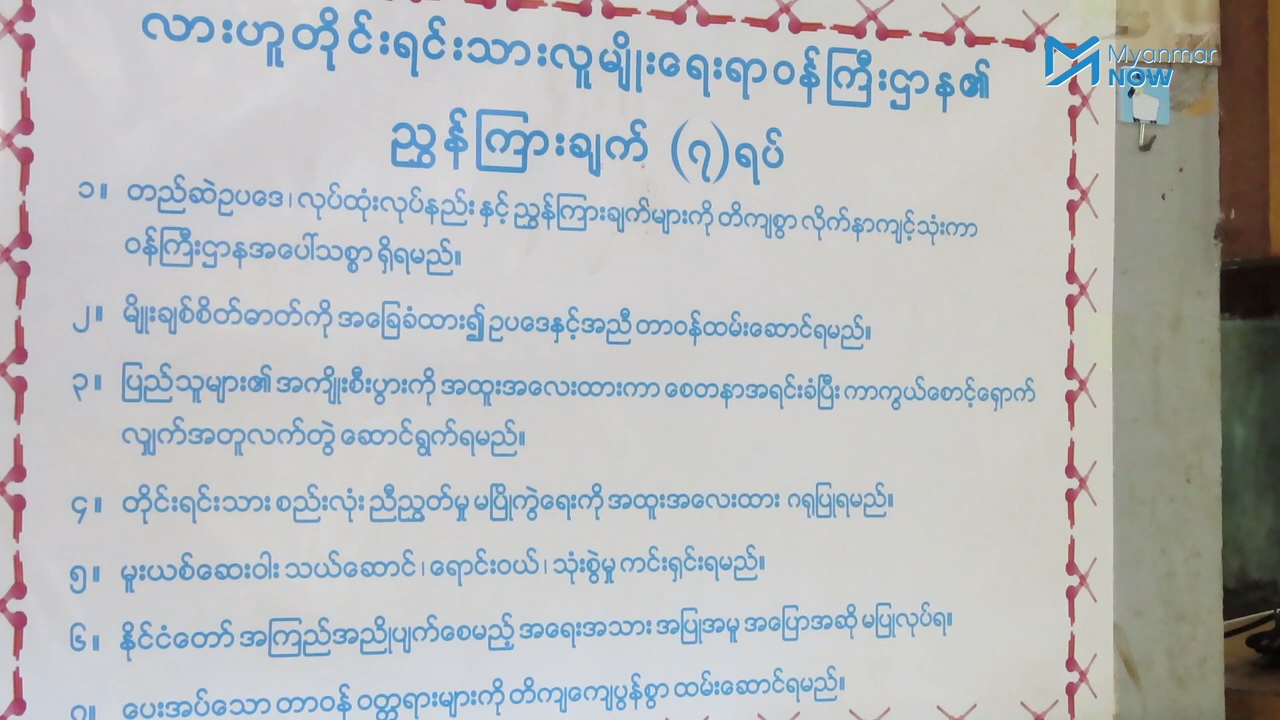 လားဟူတိုင်းရင်းသားလူမျိုးရေးရာဝန်ကြီးဌာန၏
Myanmar
NOW
ညွှန်ကြားချက် (၇)ရပ်
၁။ တည်ဆဲဥပဒေ၊ လုပ်ထုံးလုပ်နည်း နှင့် ညွှန်ကြားချက်များကို တိကျစွာ လိုက်နာကျင့်သုံးကာ
ဝန်ကြီးဌာနအပေါ်သစ္စာ ရှိရမည်။
၂။ မျိုးချစ်စိတ်ဓာတ်ကို အခြေခံထား၍ ဥပဒေနှင့်အညီ တာဝန်ထမ်းဆောင်ရမည်။
၃။ ပြည်သူများ၏ အကျိုးစီးပွားကို အထူးအလေးထားကာ စေတနာအရင်းခံပြီး ကာကွယ်စောင့်ရှောက်
လျှက်အတူလက်တွဲ ဆောင်ရွက်ရမည်။
၄။ တိုင်းရင်းသား စည်းလုံး ညီညွတ်မှု မပြိုကွဲရေးကို အထူးအလေးထား ဂရုပြုရမည်။
၅။ မူးယစ်ဆေးဝါး သယ်ဆောင်၊ ရောင်းဝယ်၊ သုံးစွဲမှု ကင်းရှင်းရမည်။
၆။ နိုင်ငံတော် အကြည်အညိုပျက်စေမည့် အရေးအသား အပြုအမူ အပြောအဆို မပြုလုပ်ရ။
၇။ ပေးအပ်သော တာဝန် ဝတ္တရားများကို တိကျကျေပွန်စွာ ထမ်းဆောင်ရမည်။